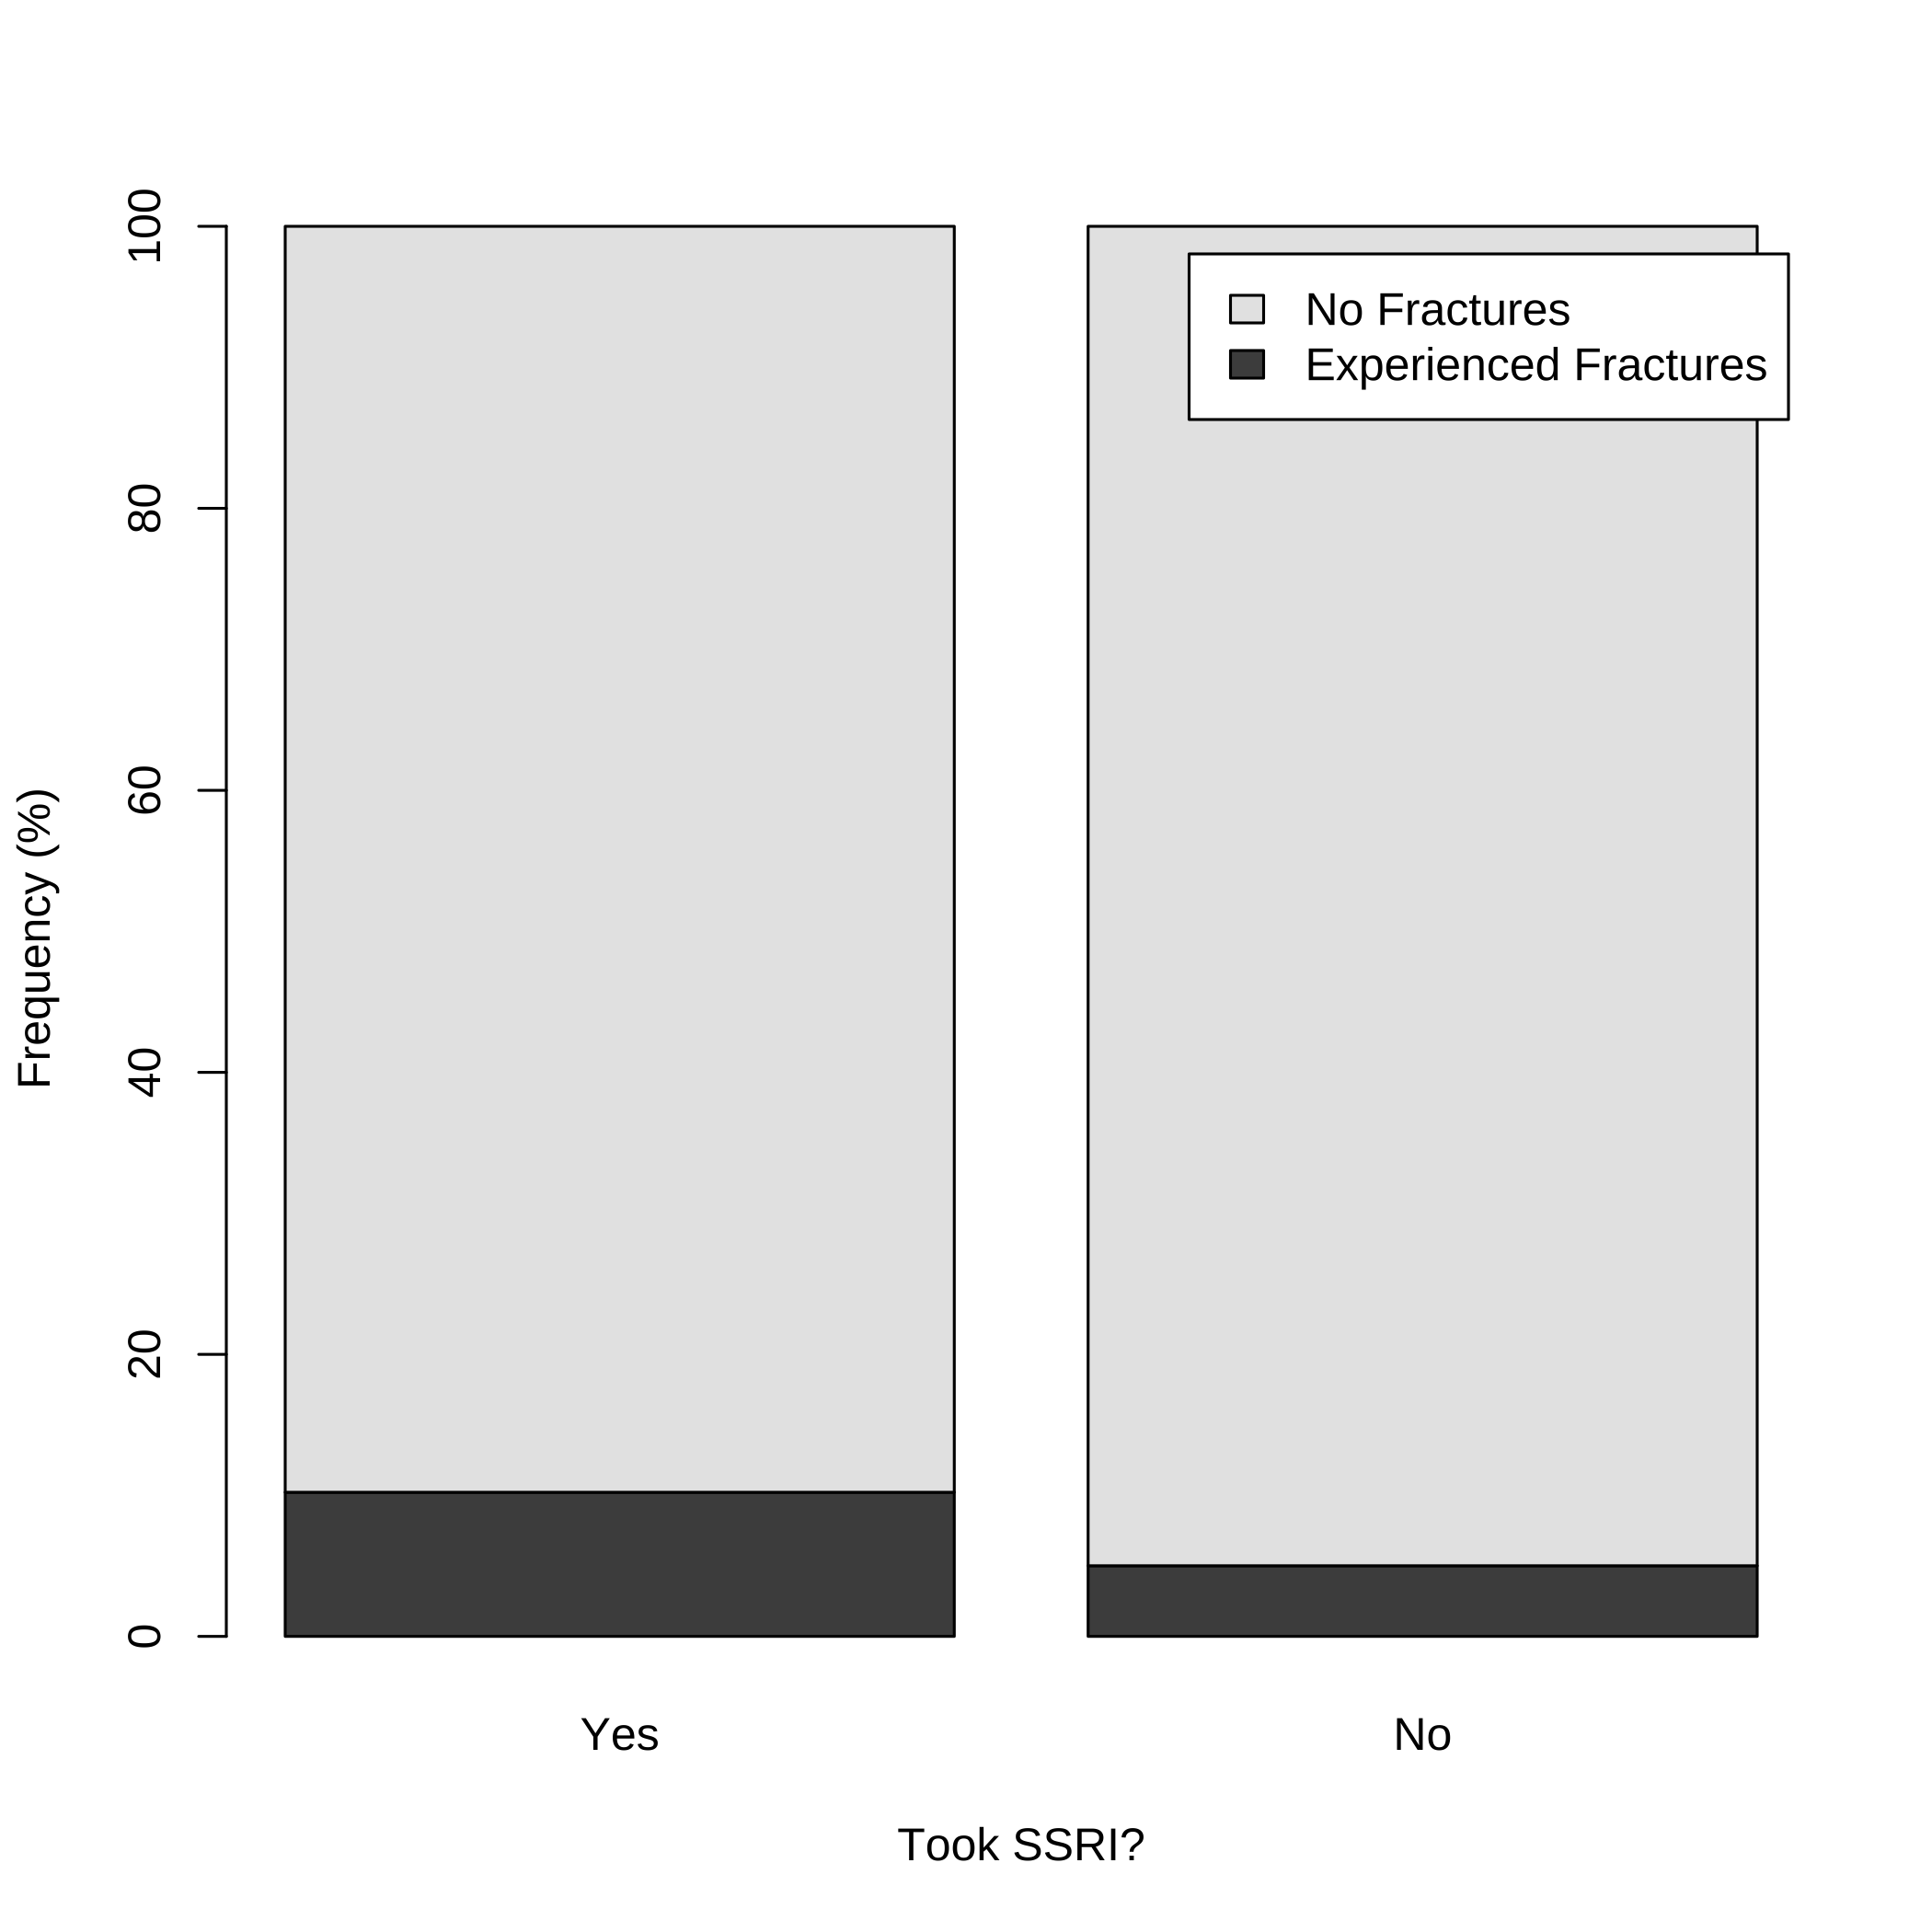 Frequency (%)
100
80
60
40
20
0
No Fractures
Experienced Fractures
Yes
No
Took SSRI?